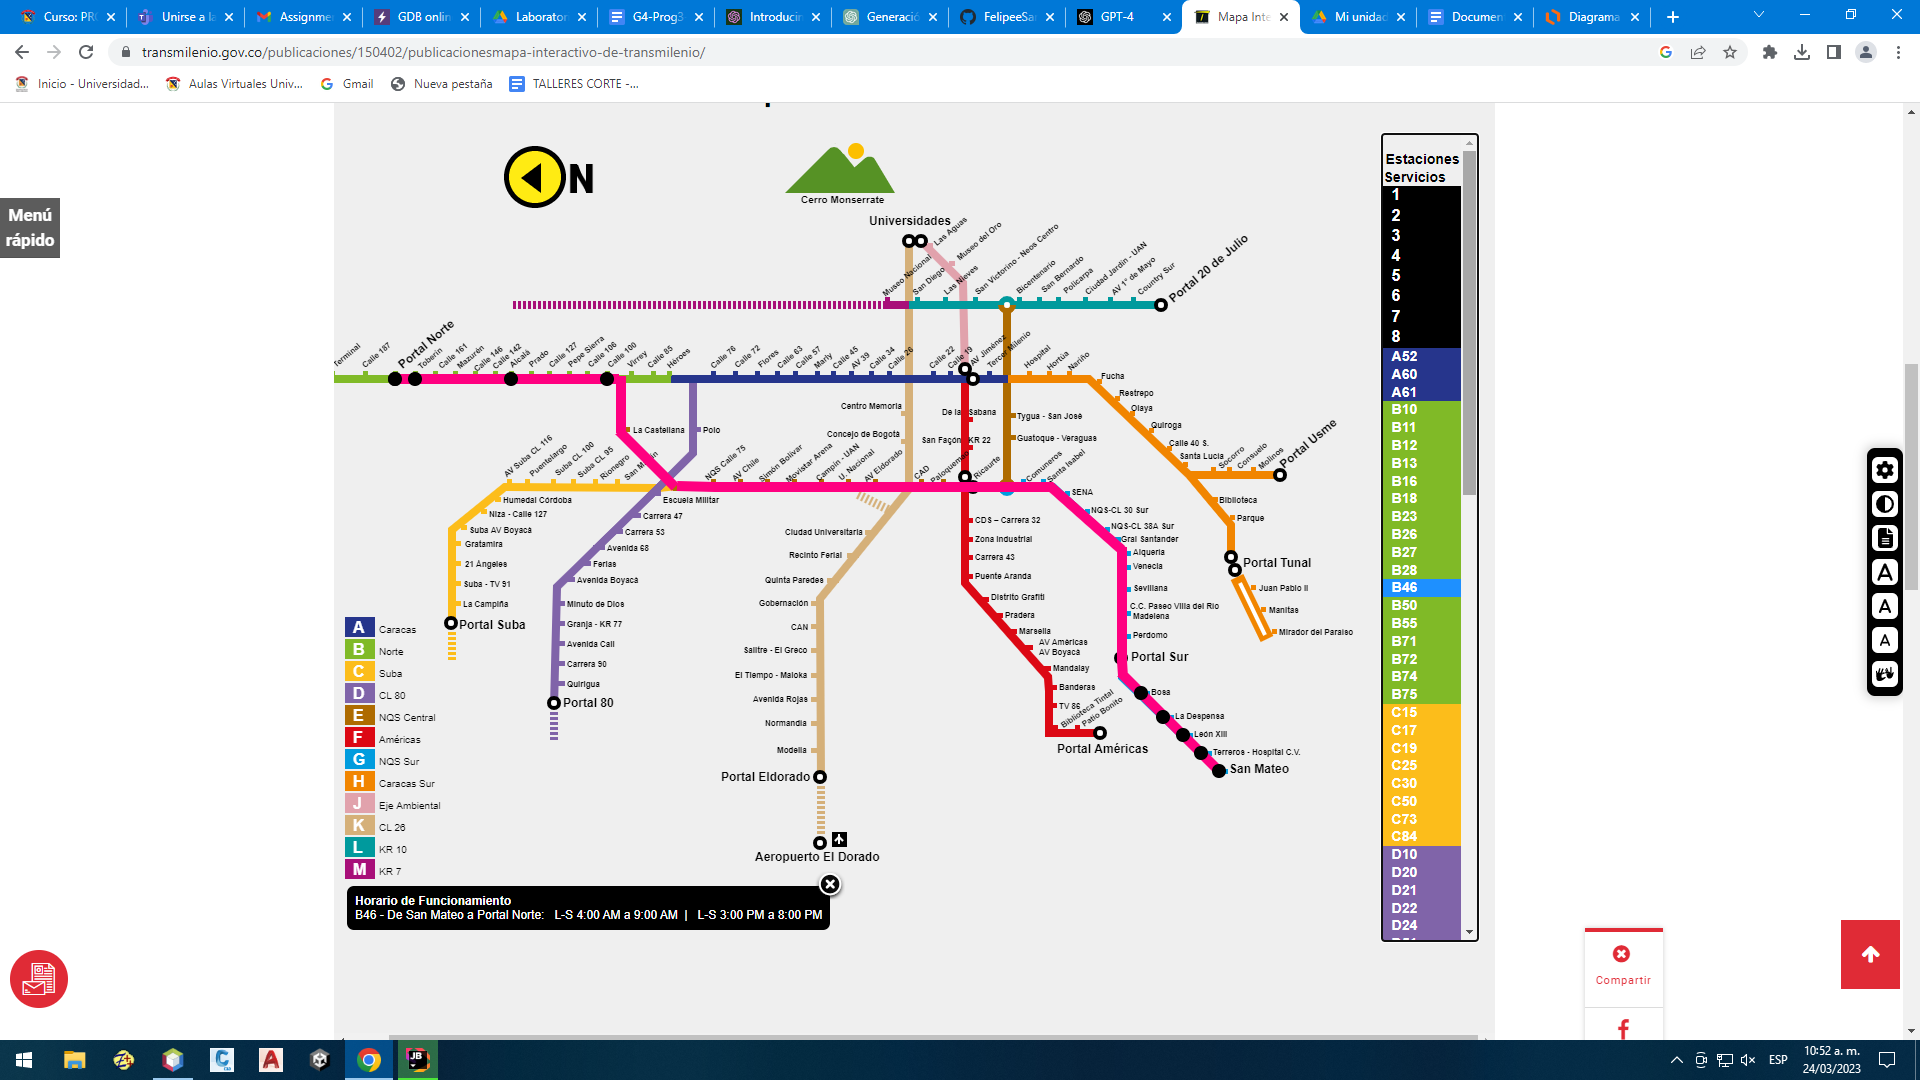 Curso: PR
Unirse a la
Assignme
GDB onlin
Laborator
G4-Prog3
Introducin
Generació
FelipeeSa
GPT-4
Mapa Inte
Mi unidad
Documen
Diagrama
transmilenio.gov.co/publicaciones/150402/publicacionesmapa-interactivo-de-transmilenio/
Inicio - Universidad...
Aulas Virtuales Univ...
Gmail
Nueva pestaña
TALLERES CORTE -...
Menú
rápido
N
Cerro Monserrate
Universidades
Las Aguas
Museo del Oro
Museo Nacional
San Diego
Las Nieves
San Victorino - Neos Centro
Bicentenario
San Bernardo
Policarpa
Ciudad Jardín - UAN
AV 1° de Mayo
Country Sur
Portal 20 de Julio
Terminal
Calle 187
Portal Norte
Toberín
Calle 161
Mazurén
Calle 146
Calle 142
Alcalá
Prado
Calle 127
Pepe Sierra
Calle 106
Calle 100
Virrey
Calle 85
Héroes
Calle 76
Calle 72
Flores
Calle 63
Calle 57
Marly
Calle 45
AV 39
Calle 34
Calle 26
Calle 22
Calle 19
AV Jiménez
Tercer Milenio
Hospital
Hortúa
Nariño
Fucha
Restrepo
Olaya
Quiroga
Calle 40 S.
Santa Lucia
Socorro
Consuelo
Molinos
Portal Usme
Biblioteca
Parque
Portal Tunal
Juan Pablo II
Manitas
Mirador del Paraíso
Centro Memoria
Concejo de Bogotá
De la Sabana
San Façón KR 22
Tygua - San José
Guatoque - Veraguas
La Castellana
Polo
AV Suba CL 116
Puentelargo
Suba CL 100
Suba CL 95
Rionegro
San Martín
NQS Calle 75
AV Chile
Simón Bolívar
Movistar Arena
Campín - UAN
U. Nacional
AV Eldorado
CAD
Paloquemao
Ricaurte
Comuneros
Santa Isabel
SENA
NQS-CL 30 Sur
NQS-CL 38A Sur
Gral Santander
Alquería
Venecia
Sevillana
C.C. Paseo Villa del Río
Madelena
Perdomo
Portal Sur
Bosa
La Despensa
León XIII
Terreros - Hospital C.V.
San Mateo
Humedal Córdoba
Niza - Calle 127
Suba AV Boyacá
Gratamira
21 Ángeles
Suba - TV 91
La Campiña
Portal Suba
Escuela Militar
Carrera 47
Carrera 53
Avenida 68
Ferias
Avenida Boyacá
Minuto de Dios
Granja - KR 77
Avenida Cali
Carrera 90
Quirigua
Portal 80
Ciudad Universitaria
Recinto Ferial
Quinta Paredes
Gobernación
CAN
Salitre - El Greco
El Tiempo - Maloka
Avenida Rojas
Normandía
Modelia
Portal Eldorado
Aeropuerto El Dorado
CDS – Carrera 32
Zona Industrial
Carrera 43
Puente Aranda
Distrito Grafiti
Pradera
Marsella
AV Américas
AV Boyacá
Mandalay
Banderas
TV 86
Biblioteca Tintal
Patio Bonito
Portal Américas
A Caracas
B Norte
C Suba
D CL 80
E NQS Central
F Américas
G NQS Sur
H Caracas Sur
J Eje Ambiental
K CL 26
L KR 10
M KR 7
Horario de Funcionamiento
B46 - De San Mateo a Portal Norte: L-S 4:00 AM a 9:00 AM | L-S 3:00 PM a 8:00 PM
Estaciones
Servicios
1
2
3
4
5
6
7
8
A52
A60
A61
B10
B11
B12
B13
B16
B18
B23
B26
B27
B28
B46
B50
B55
B71
B72
B74
B75
C15
C17
C19
C25
C30
C50
C73
C84
D10
D20
D21
D22
D24
A
A
A
Compartir
ESP
10:52 a. m.
24/03/2023